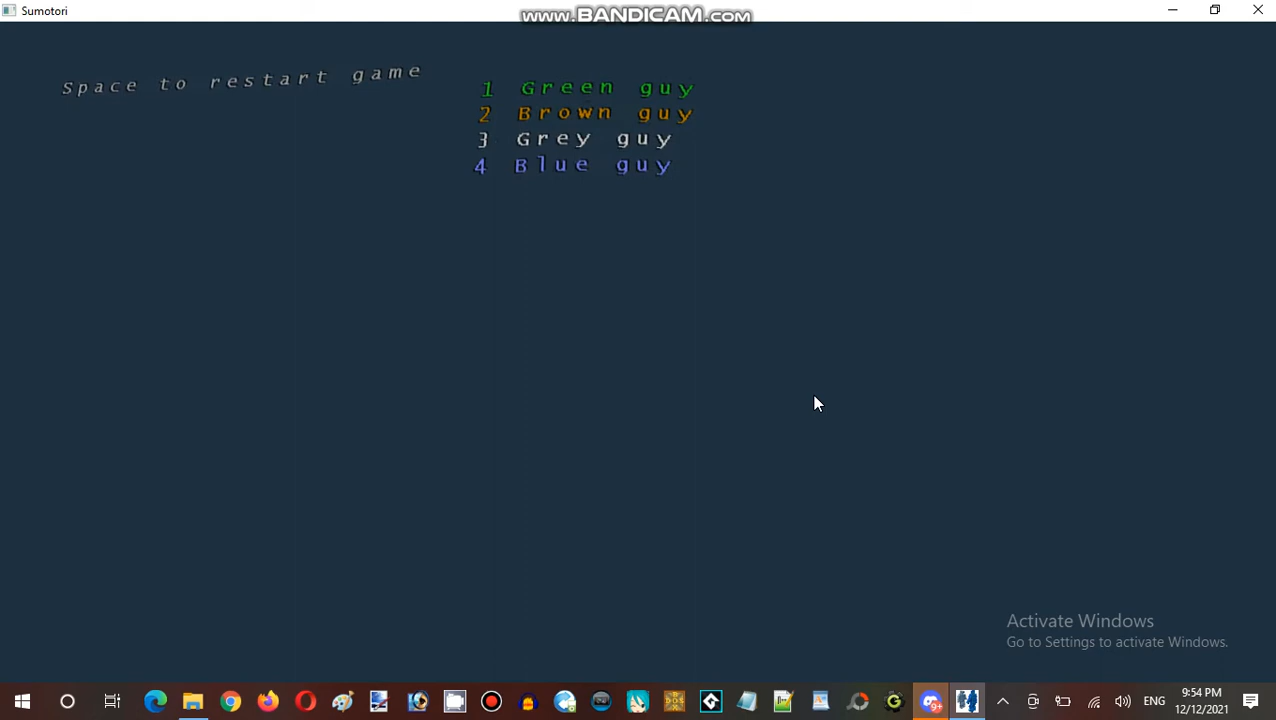 Sumotori
www.BANDICAM.com
Space to restart game
1 Green guy
2 Brown guy
3 Grey guy
4 Blue guy
Activate Windows
Go to Settings to activate Windows.
9+
ENG
9:54 PM
12/12/2021